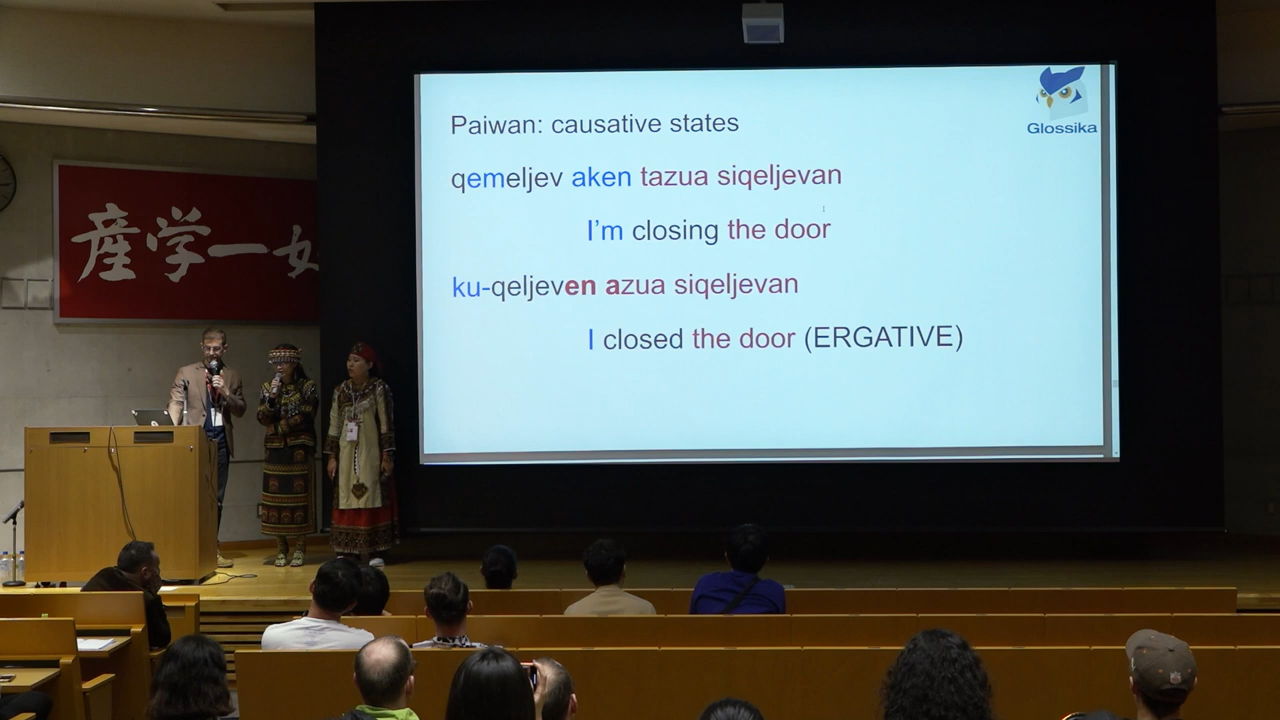 Glossika
Paiwan: causative states
qemeljev aken tazua siqeljevan
I'm closing the door
ku-qeljeven azua siqeljevan
I closed the door (ERGATIVE)
産学一如